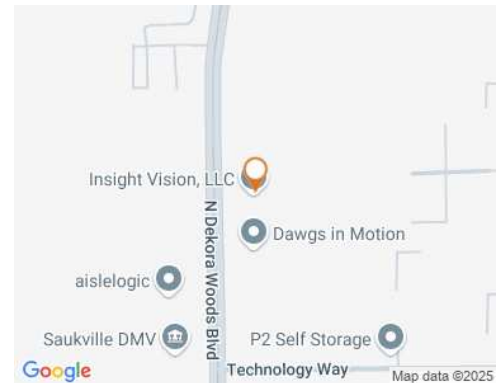 Insight Vision, LLC
N Dekora Woods Blvd
Dawgs in Motion
aislelogic
Saukville DMV
P2 Self Storage
Technology Way
Google
Map data ©2025